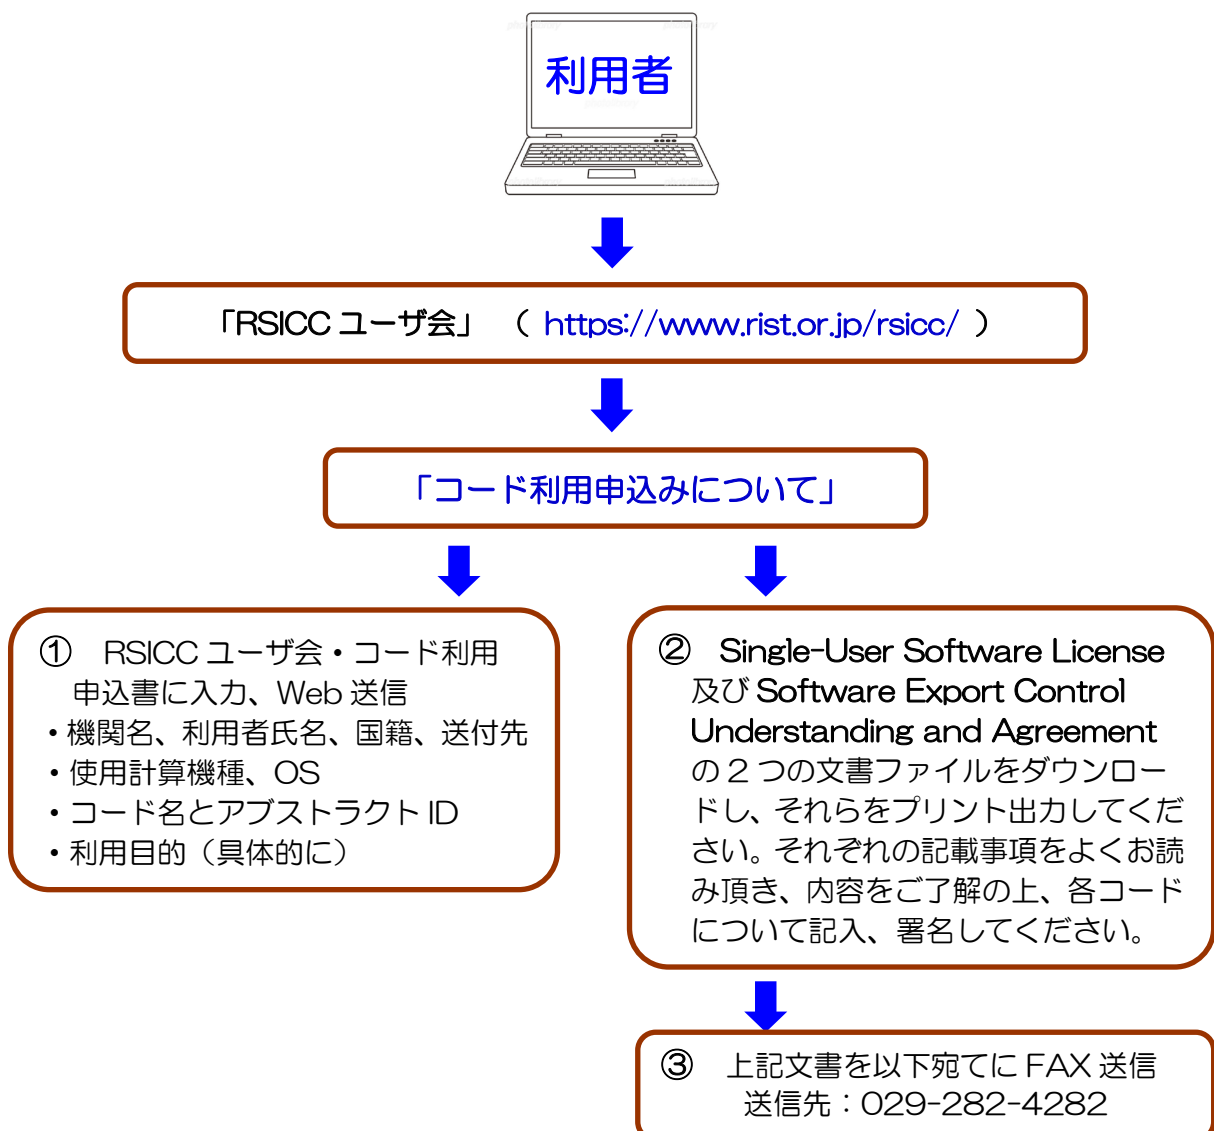 利用者
「RSICC ユーザ会」 （ https://www.rist.or.jp/rsicc/ ）
「コード利用申込みについて」
① RSICC ユーザ会・コード利用
申込書に入力、Web 送信
・機関名、利用者氏名、国籍、送付先
・使用計算機種、OS
・コード名とアブストラクト ID
・利用目的（具体的に）
② Single-User Software License
及び Software Export Control
Understanding and Agreement
の 2 つの文書ファイルをダウンロー
ドし、それらをプリント出力してくだ
さい。それぞれの記載事項をよくお読
み頂き、内容をご了解の上、各コード
について記入、署名してください。
③ 上記文書を以下宛てに FAX 送信
送信先：029-282-4282